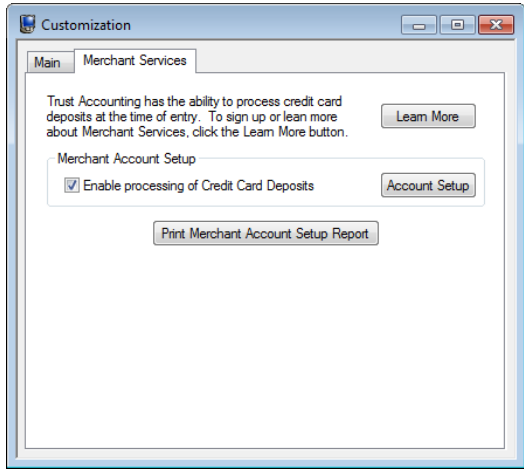 Customization
Main
Merchant Services
Trust Accounting has the ability to process credit card
deposits at the time of entry. To sign up or lean more
about Merchant Services, click the Learn More button.
Learn More
Merchant Account Setup
Enable processing of Credit Card Deposits
Account Setup
Print Merchant Account Setup Report